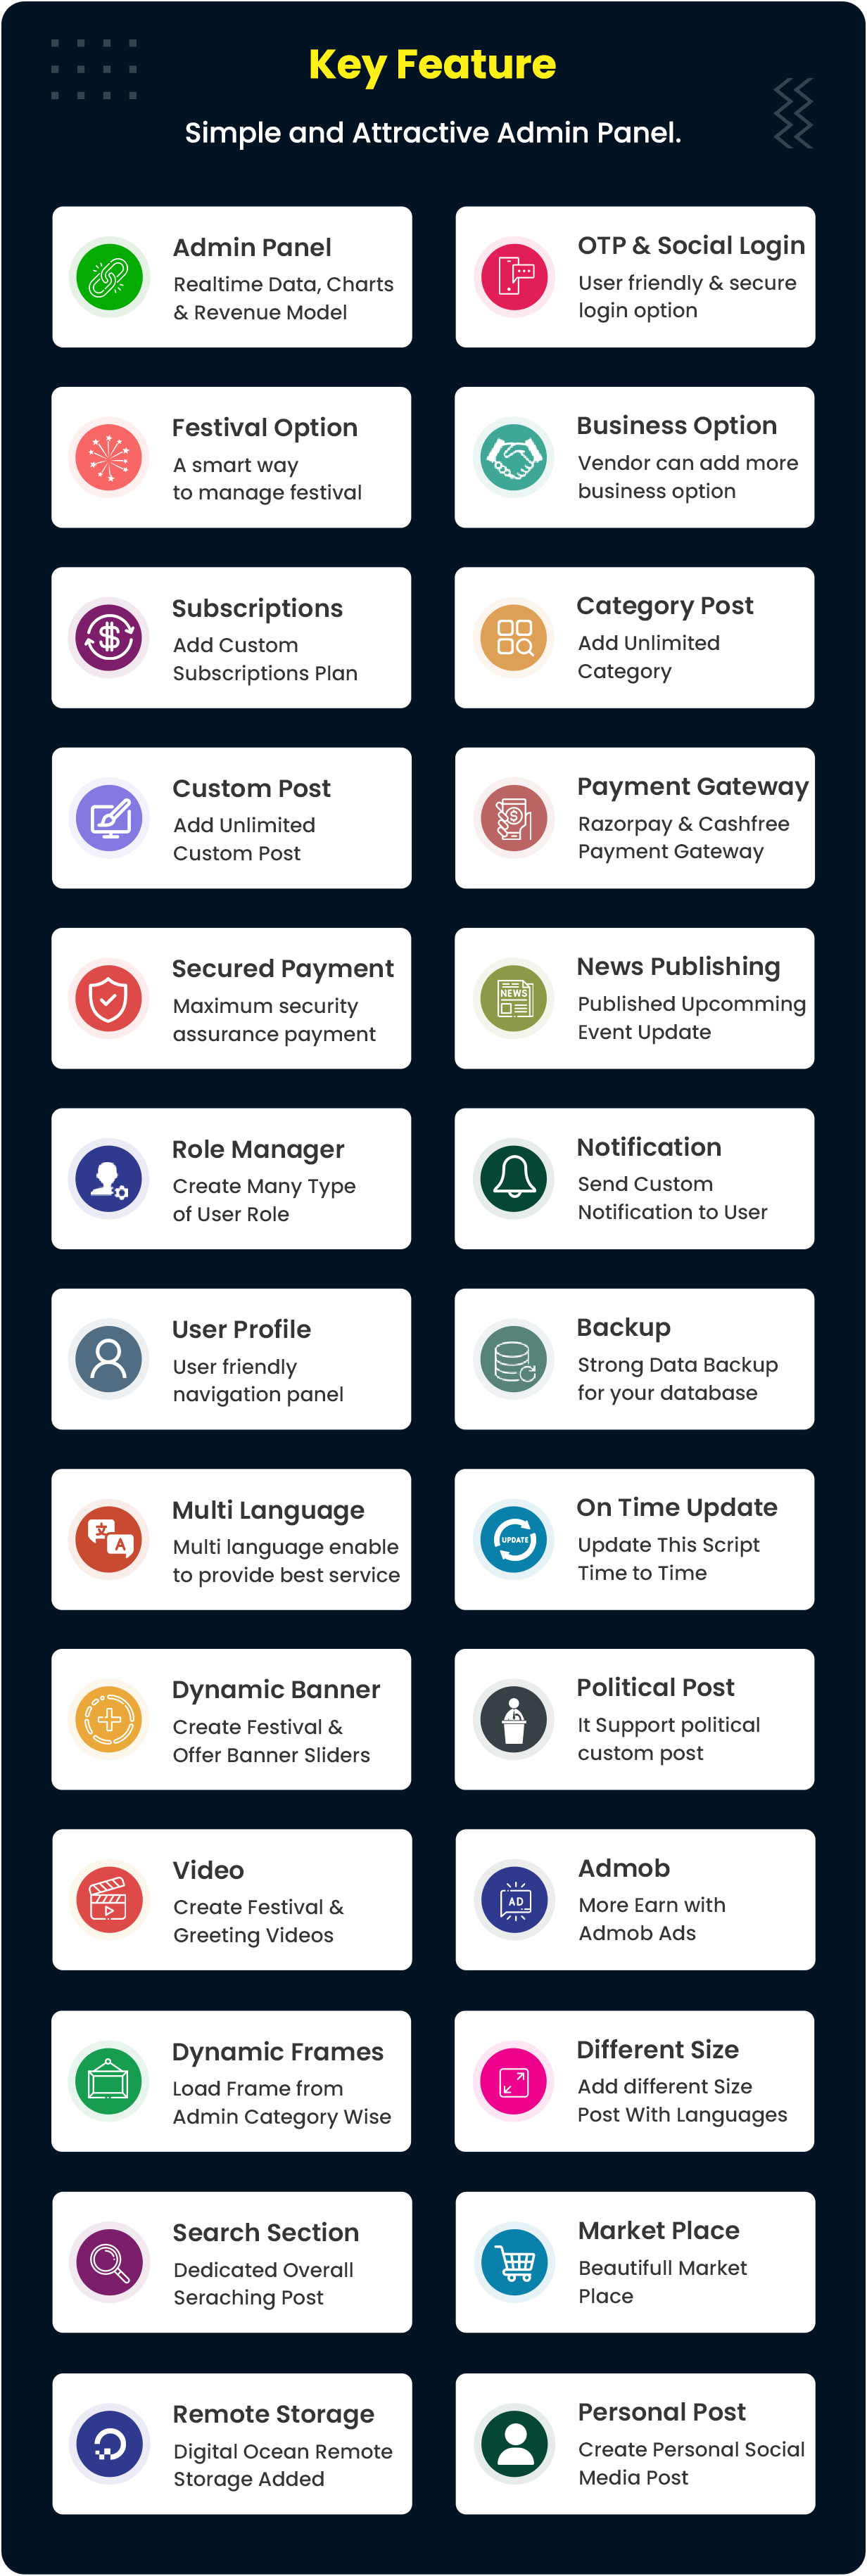 Key Feature
Simple and Attractive Admin Panel.
Admin Panel
Realtime Data, Charts
& Revenue Model
OTP & Social Login
User friendly & secure
login option
Festival Option
A smart way
to manage festival
Business Option
Vendor can add more
business option
Subscriptions
Add Custom
Subscriptions Plan
Category Post
Add Unlimited
Category
Custom Post
Add Unlimited
Custom Post
Payment Gateway
Razorpay & Cashfree
Payment Gateway
Secured Payment
Maximum security
assurance payment
NEWS
News Publishing
Published Upcomming
Event Update
Role Manager
Create Many Type
of User Role
Notification
Send Custom
Notification to User
User Profile
User friendly
navigation panel
Backup
Strong Data Backup
for your database
文
A
Multi Language
Multi language enable
to provide best service
UPDATE
On Time Update
Update This Script
Time to Time
Dynamic Banner
Create Festival &
Offer Banner Sliders
Political Post
It Support political
custom post
Video
Create Festival &
Greeting Videos
AD
Admob
More Earn with
Admob Ads
Dynamic Frames
Load Frame from
Admin Category Wise
Different Size
Add different Size
Post With Languages
Search Section
Dedicated Overall
Seraching Post
Market Place
Beautifull Market
Place
Remote Storage
Digital Ocean Remote
Storage Added
Personal Post
Create Personal Social
Media Post